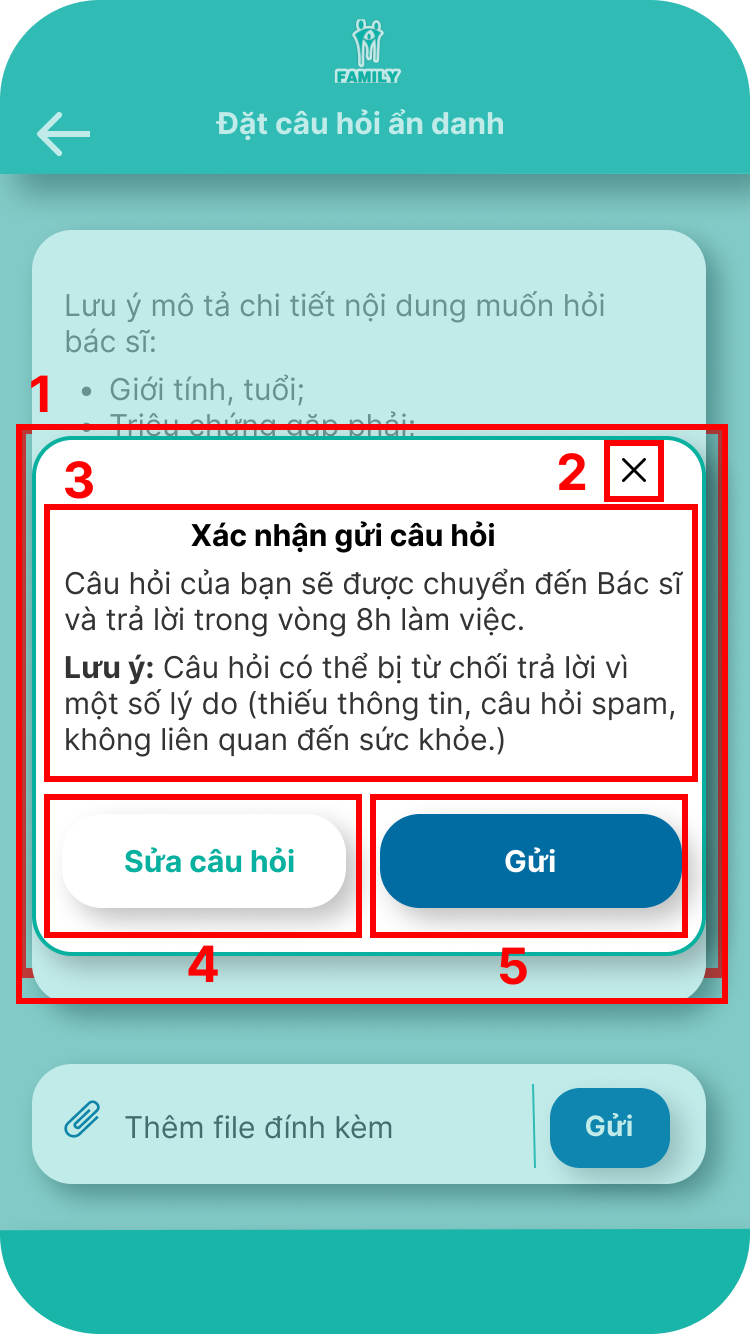 FAMILY
Đặt câu hỏi ẩn danh
Lưu ý mô tả chi tiết nội dung muốn hỏi
bác sĩ:
1
• Giới tính, tuổi;
• Triệu chứng gặp phải;
3
2
Xác nhận gửi câu hỏi
Câu hỏi của bạn sẽ được chuyển đến Bác sĩ
và trả lời trong vòng 8h làm việc.
Lưu ý: Câu hỏi có thể bị từ chối trả lời vì
một số lý do (thiếu thông tin, câu hỏi spam,
không liên quan đến sức khỏe.)
Sửa câu hỏi
Gửi
4
5
Thêm file đính kèm
Gửi